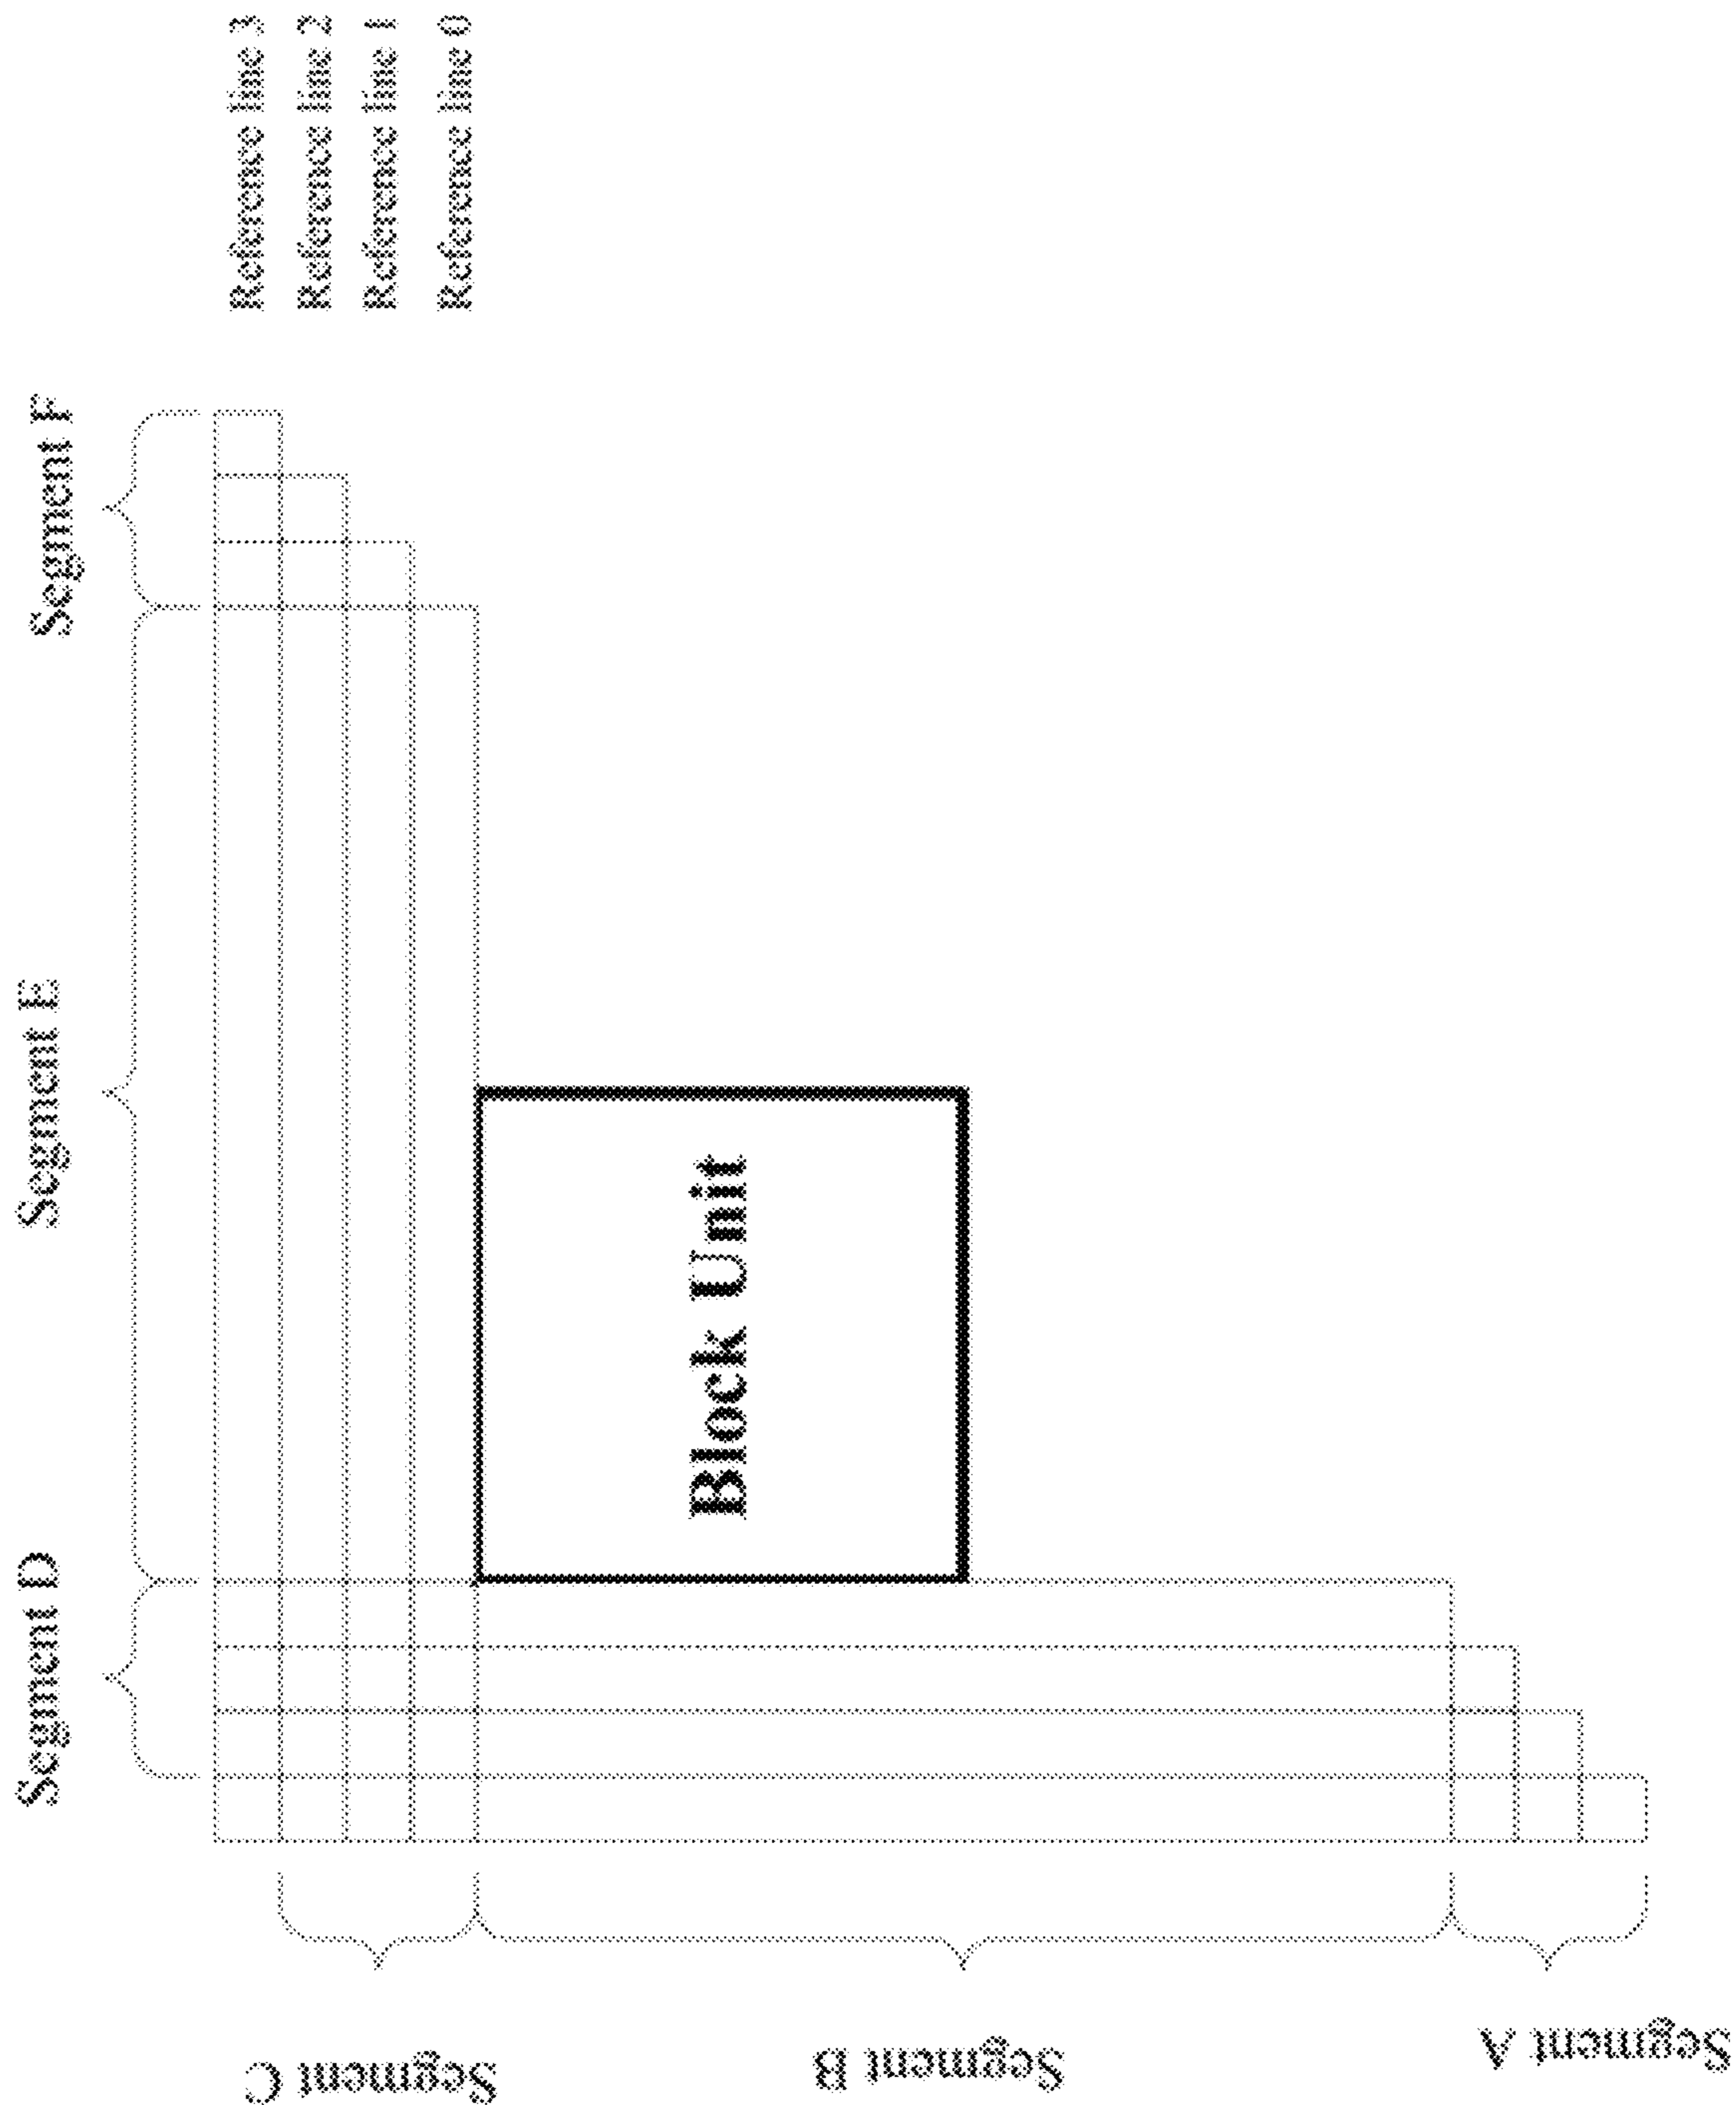 Segment D
Segment E
Segment F
Reference line 3
Reference line 2
Reference line 1
Reference line 0
Block Unit
Segment C
Segment B
Segment A